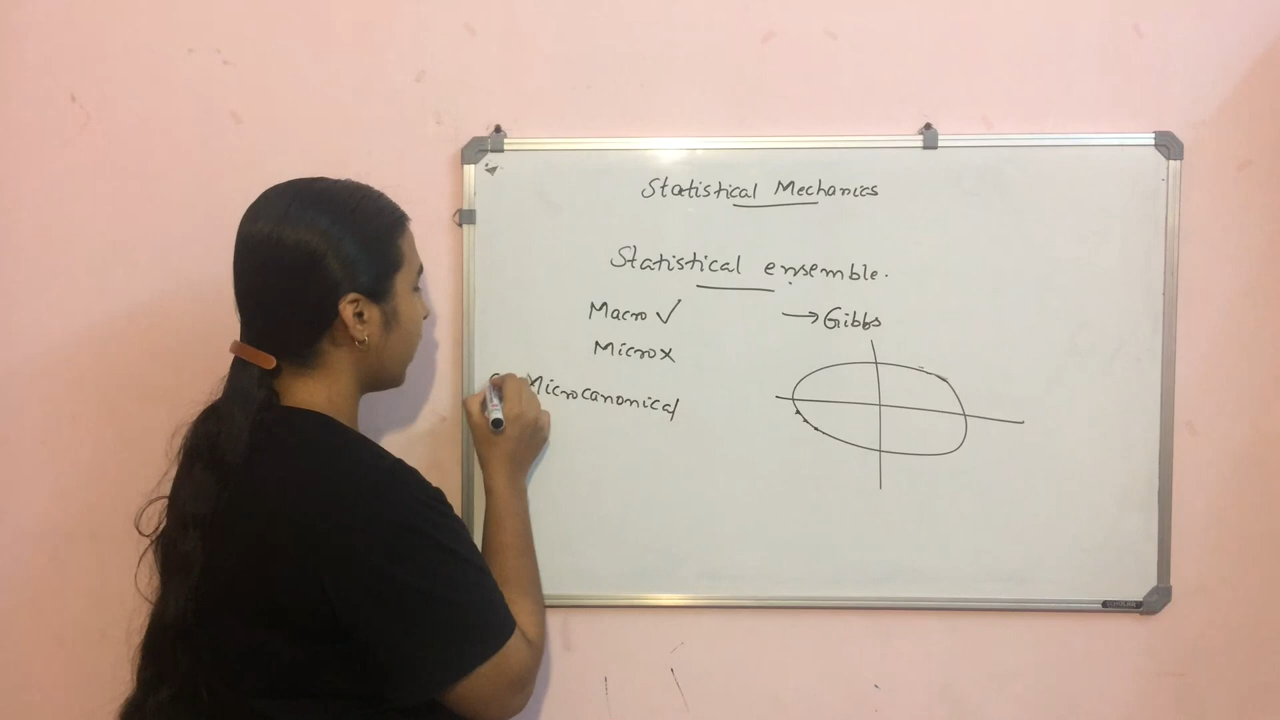 Statistical Mechanics
Statistical ensemble.
Macro ✓
→ Gibbs
Micro x
Microcanonical